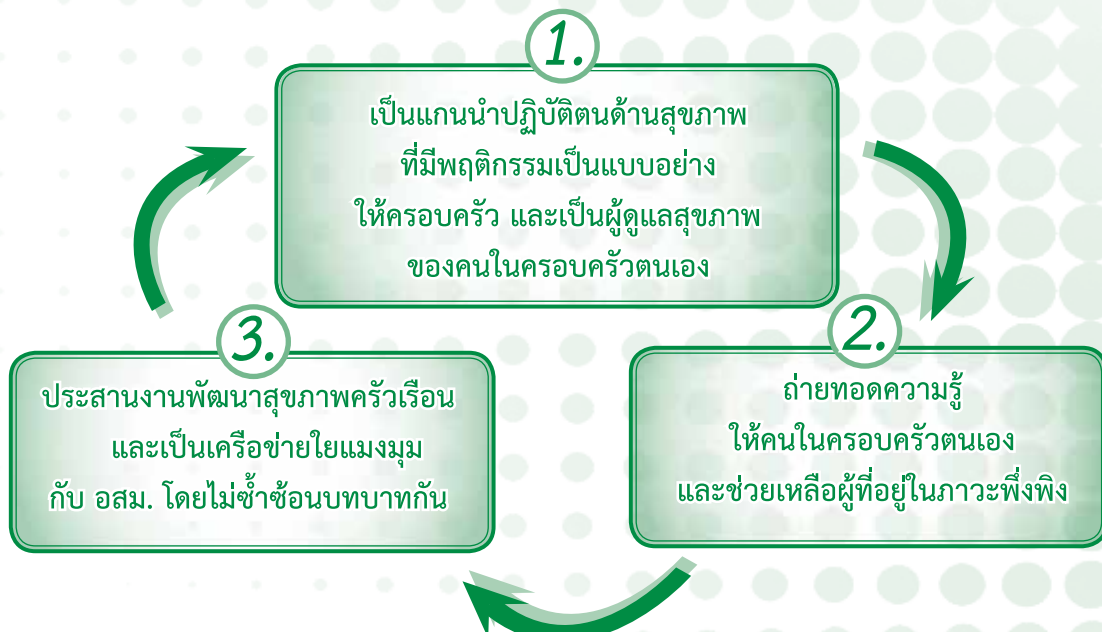 1.
เป็นแกนนำปฏิบัติตนด้านสุขภาพ
ที่มีพฤติกรรมเป็นแบบอย่าง
ให้ครอบครัว และเป็นผู้ดูแลสุขภาพ
ของคนในครอบครัวตนเอง
2.
ถ่ายทอดความรู้
ให้คนในครอบครัวตนเอง
และช่วยเหลือผู้ที่อยู่ในภาวะพึ่งพิง
3.
ประสานงานพัฒนาสุขภาพครัวเรือน
และเป็นเครือข่ายใยแมงมุม
กับ อสม. โดยไม่ซ้ำซ้อนบทบาทกัน